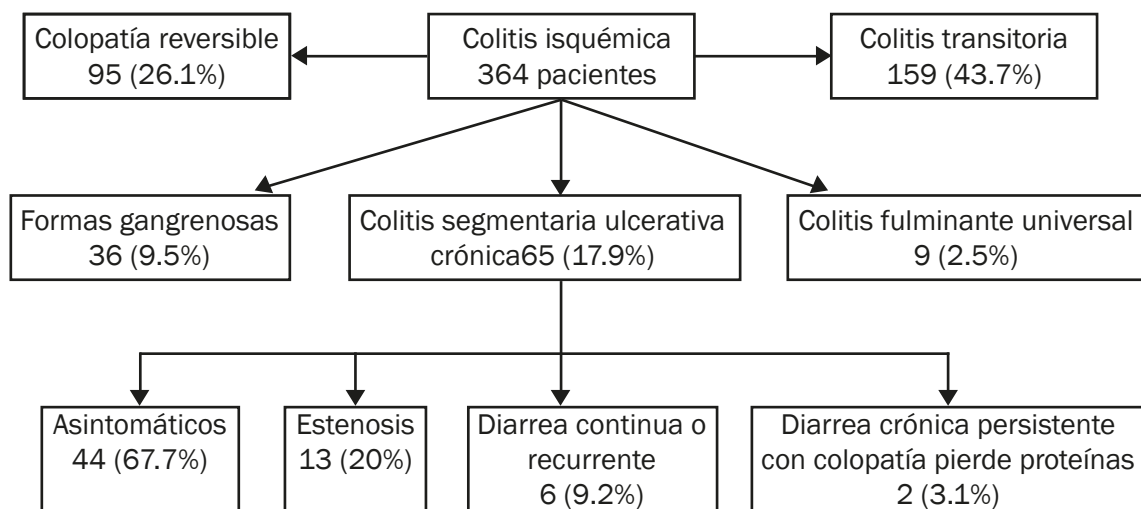 Colopatía reversible
95 (26.1%)
Colitis isquémica
364 pacientes
Colitis transitoria
159 (43.7%)
Formas gangrenosas
36 (9.5%)
Colitis segmentaria ulcerativa
crónica65 (17.9%)
Colitis fulminante universal
9 (2.5%)
Asintomáticos
44 (67.7%)
Estenosis
13 (20%)
Diarrea continua o
recurrente
6 (9.2%)
Diarrea crónica persistente
con colopatía pierde proteínas
2 (3.1%)